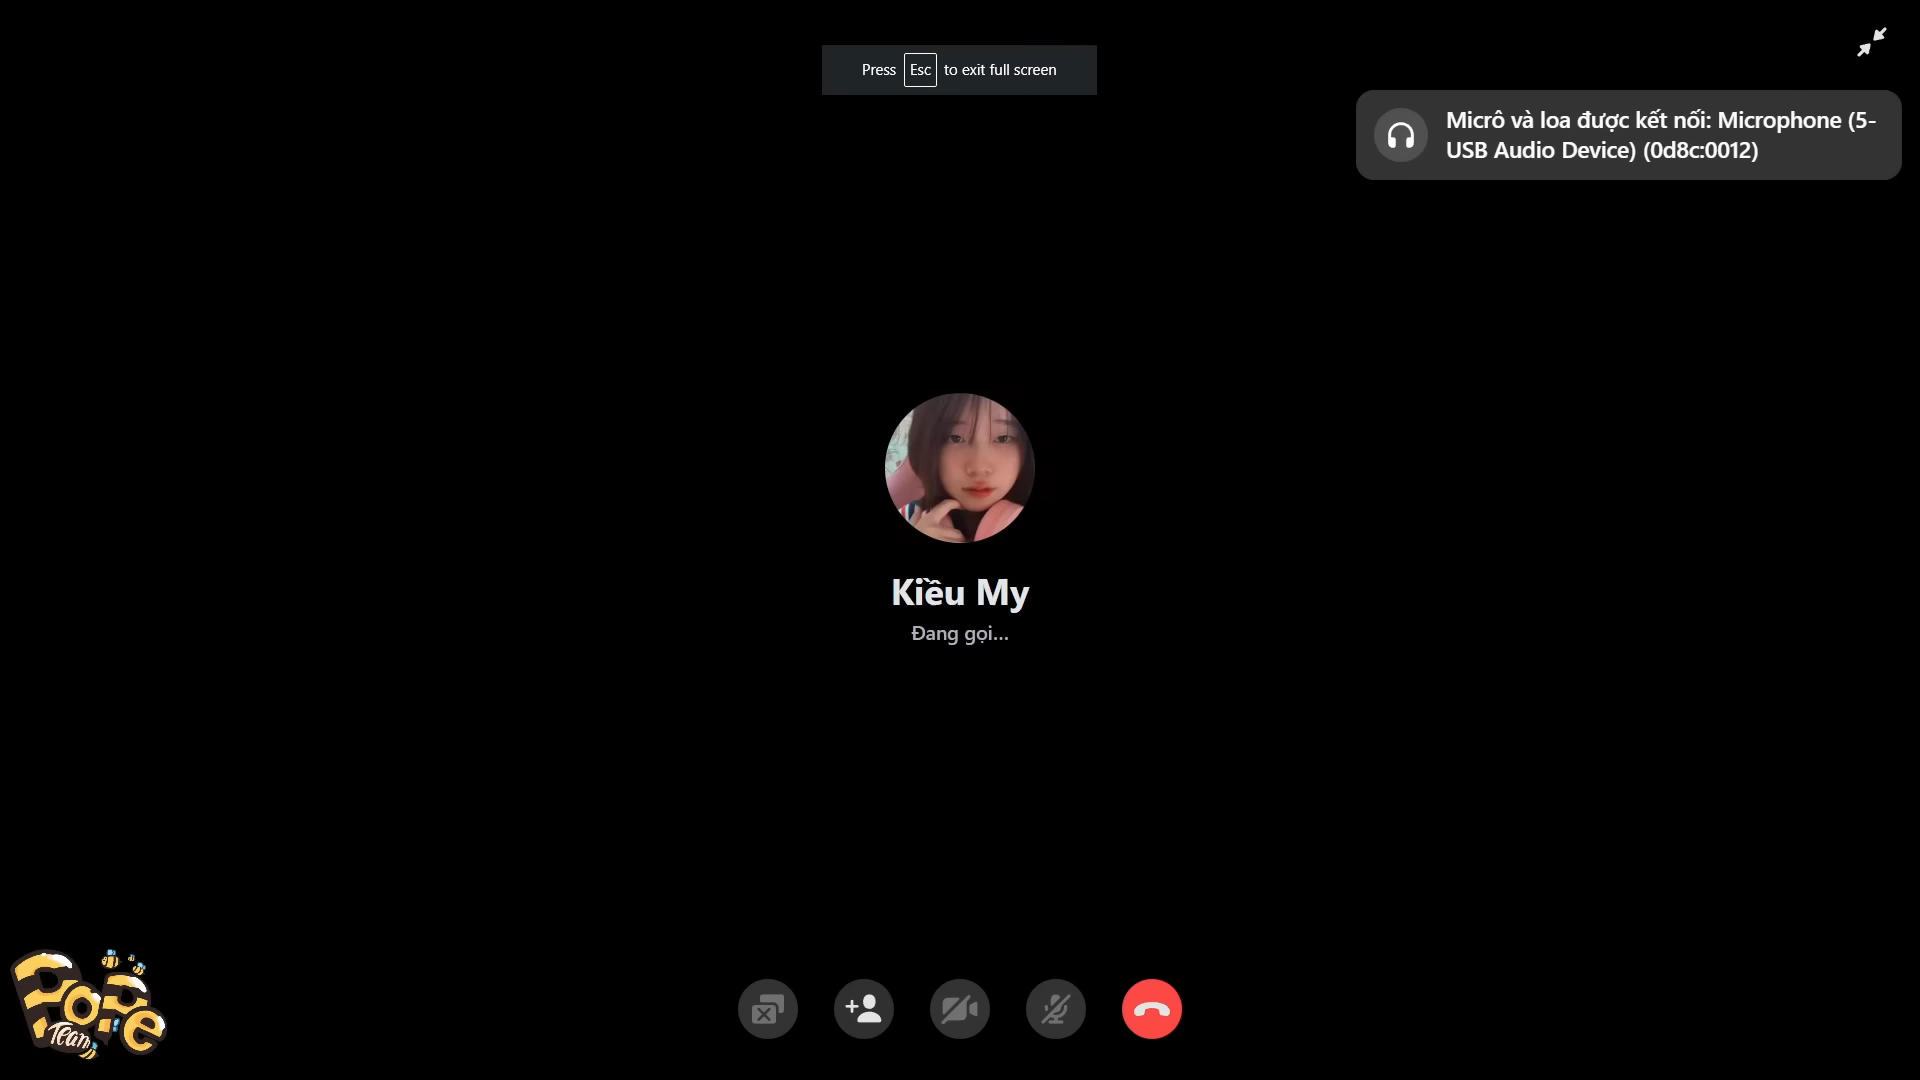 Press Esc to exit full screen
Micrô và loa được kết nối: Microphone (5-
USB Audio Device) (0d8c:0012)
Kiều My
Đang gọi...
PoPe
Team